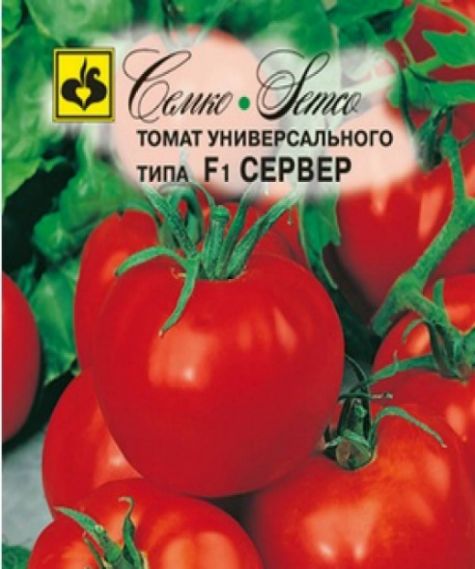 Семко • Semco
ТОМАТ УНИВЕРСАЛЬНОГО
ТИПА F1 СЕРВЕР